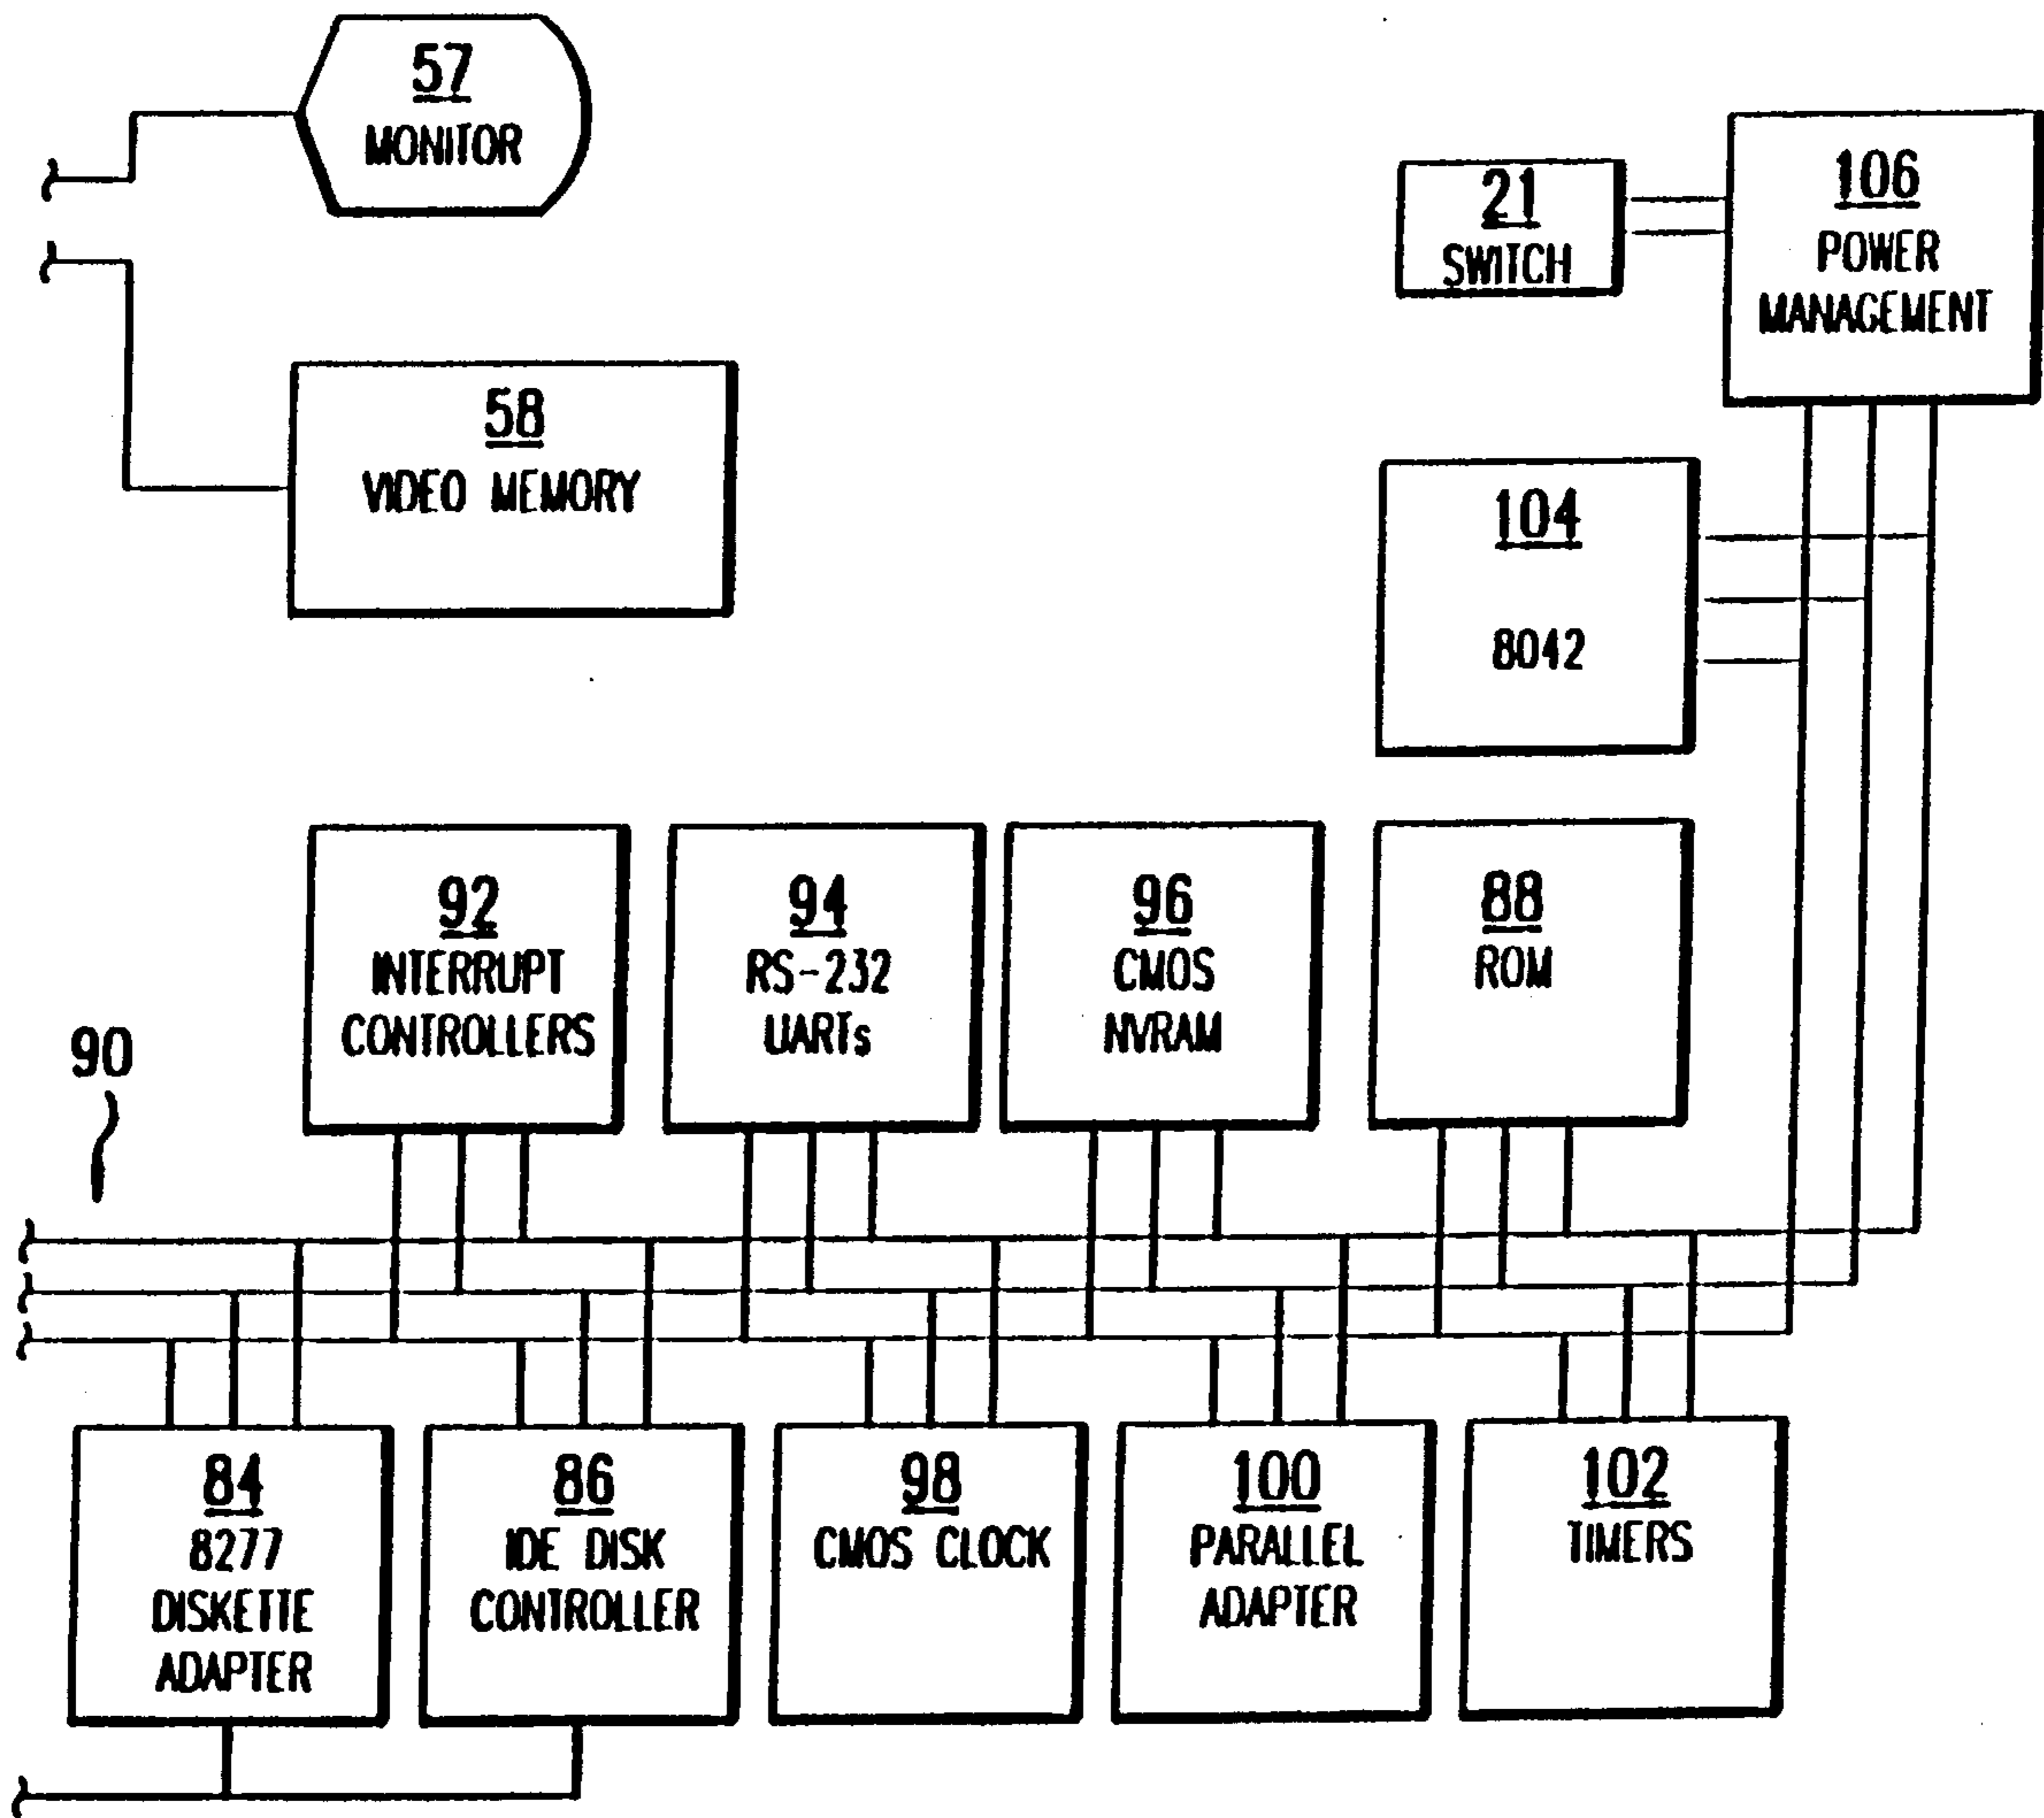 57
MONITOR
21
SWITCH
106
POWER
MANAGEMENT
58
VIDEO MEMORY
104
8042
92
INTERRUPT
CONTROLLERS
94
RS-232
UARTs
96
CMOS
NVRAM
88
ROM
90
84
8277
DISKETTE
ADAPTER
86
IDE DISK
CONTROLLER
98
CMOS CLOCK
100
PARALLEL
ADAPTER
102
TIMERS